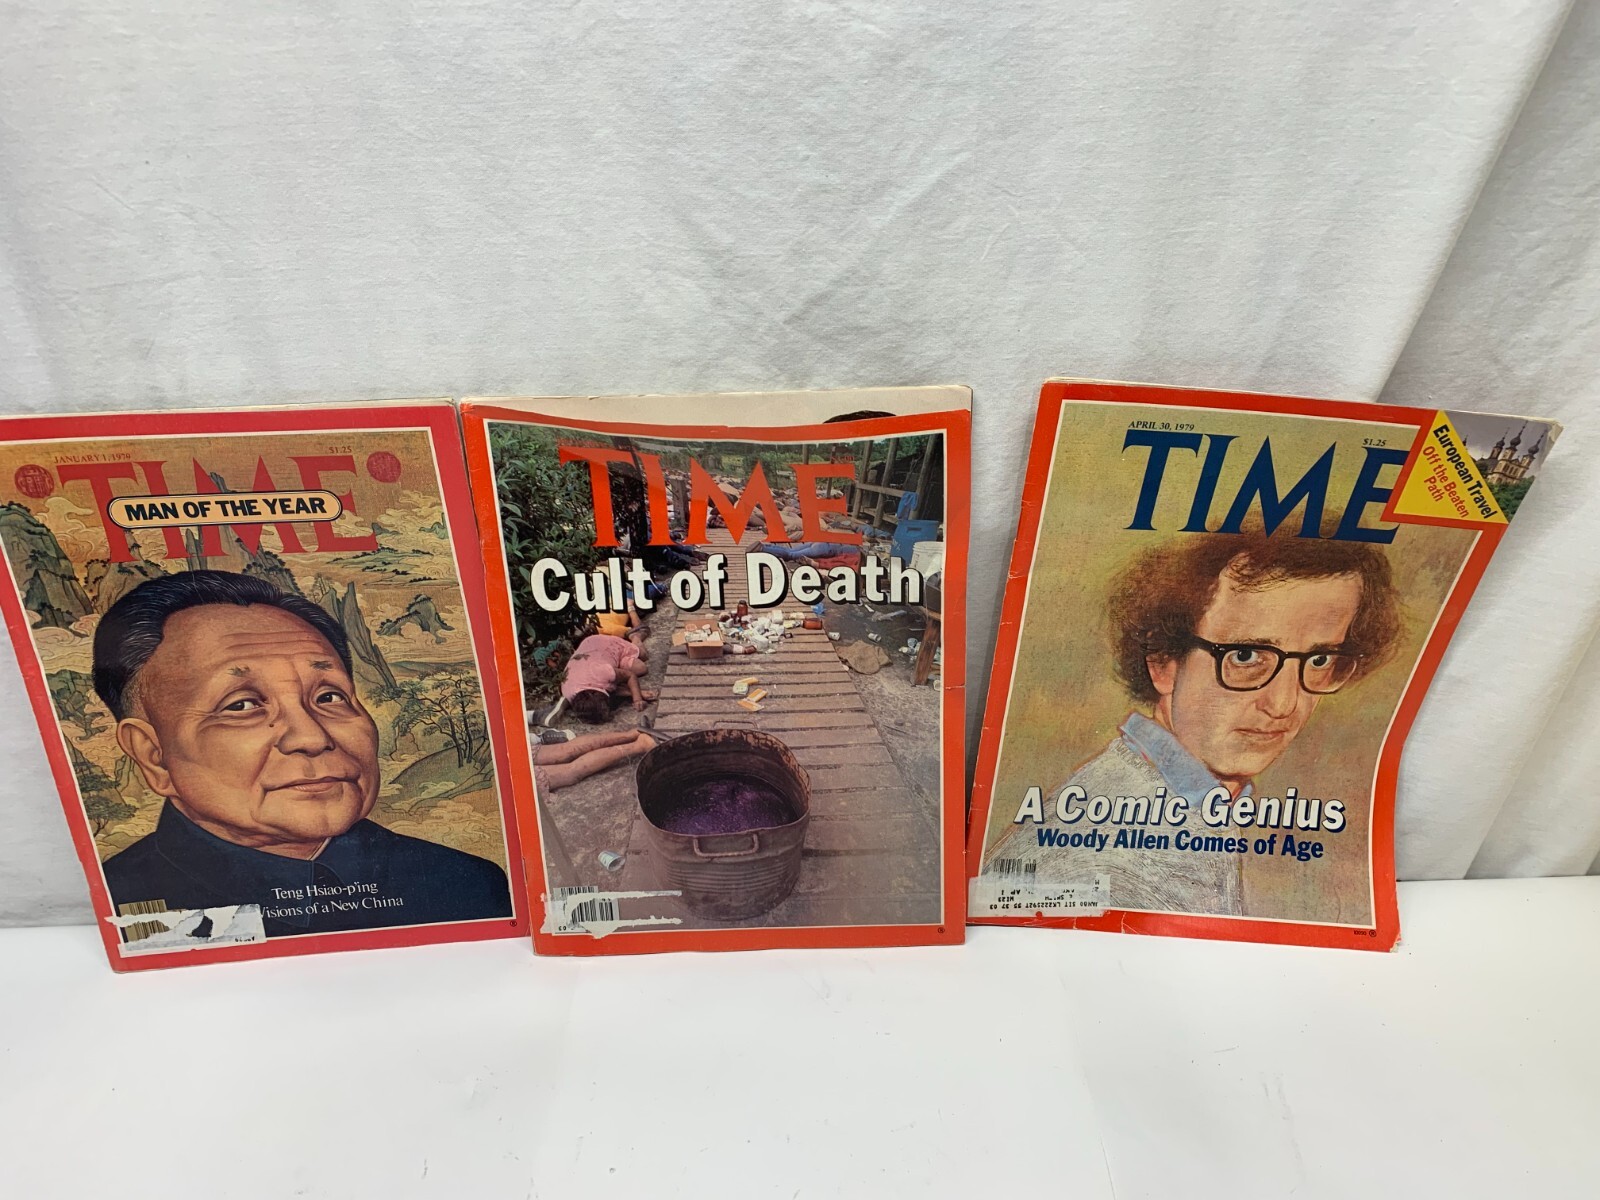 JANUARY 1, 1979
$1.25
TIME
MAN OF THE YEAR
Teng Hsiao-p'ing
Visions of a New China
TIME
Cult of Death
APRIL 30, 1979
$1.25
TIME
European Travel
Off the Beaten
Path
A Comic Genius
Woody Allen Comes of Age